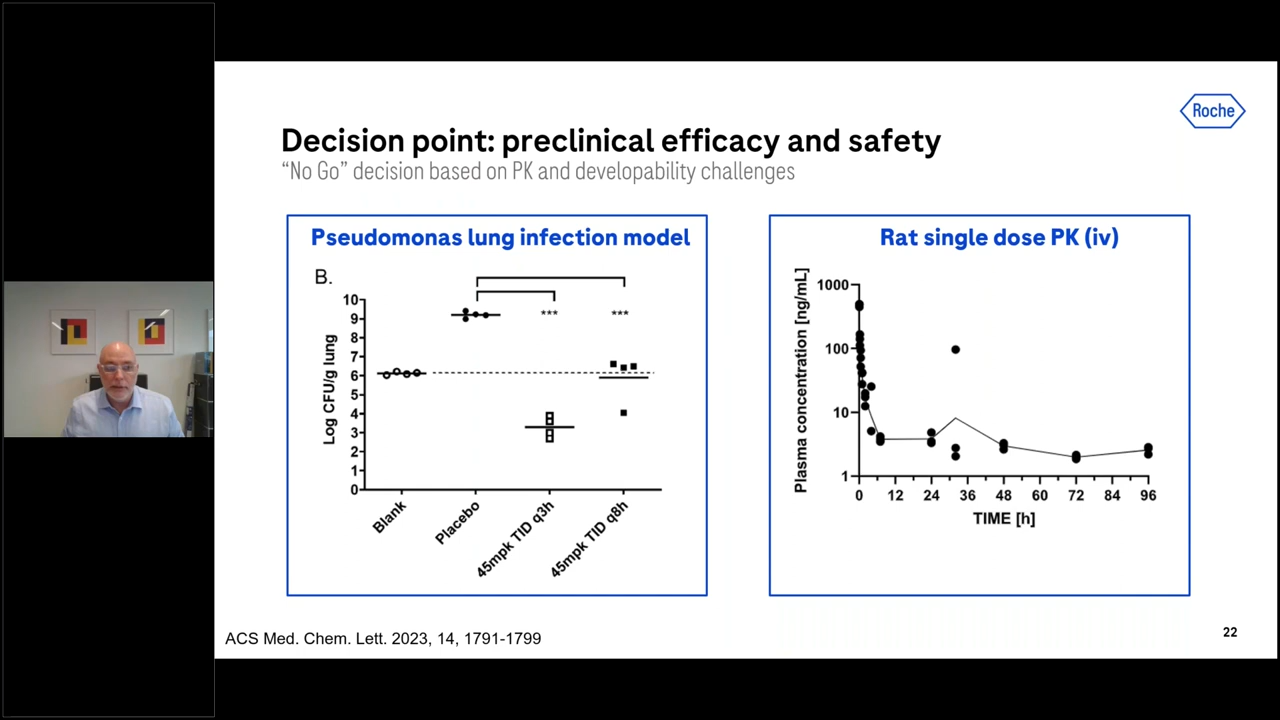 Roche
Decision point: preclinical efficacy and safety
“No Go” decision based on PK and developability challenges
Pseudomonas lung infection model
B.
10
9
8
7
6
5
4
3
2
1
0
Log CFU/g lung
***
***
Blank
Placebo
45mpk TID q3h
45mpk TID q8h
Rat single dose PK (iv)
Plasma concentration [ng/mL]
1000
100
10
1
0 12 24 36 48 60 72 84 96
TIME [h]
ACS Med. Chem. Lett. 2023, 14, 1791-1799
22